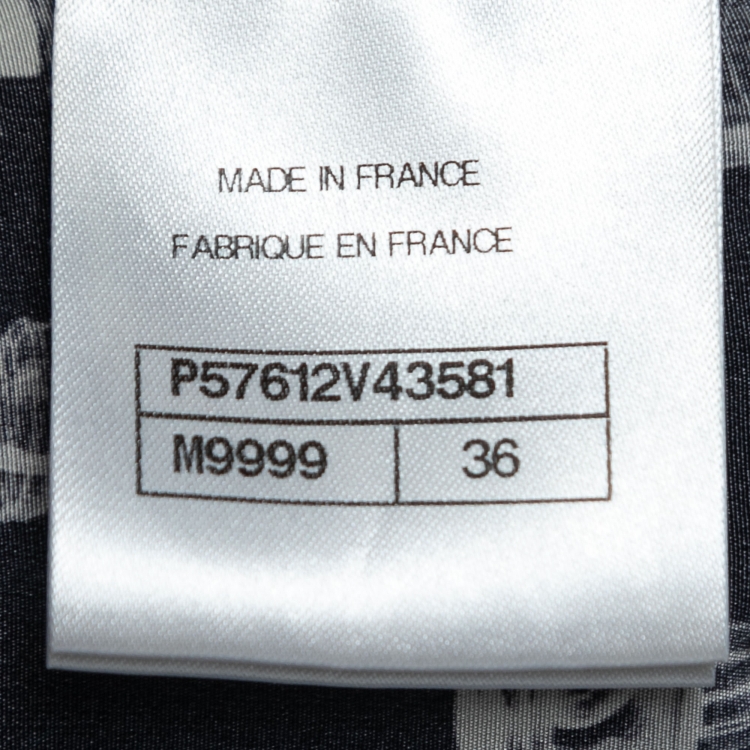 MADE IN FRANCE
FABRIQUE EN FRANCE
P57612V43581
M9999 36